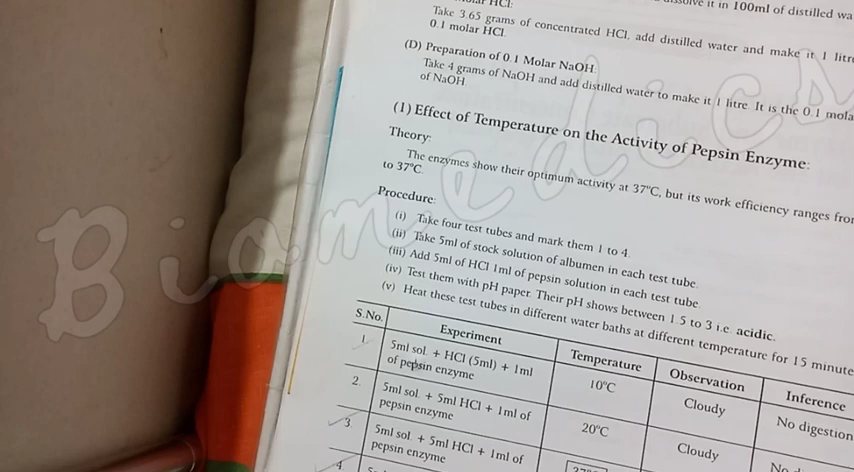 it in 100ml of distilled
HCl:
Take 3.65 grams of concentrated HCl, add distilled water and make it 1 litre
0.1 molar HCl.
(D) Preparation of 0.1 Molar NaOH:
Take 4 grams of NaOH and add distilled water to make it 1 litre. It is the 0.1
of NaOH.
(1) Effect of Temperature on the Activity of Pepsin Enzyme:
Theory:
The enzymes show their optimum activity at 37°C, but its work efficiency ranges
to 37°C.
Procedure:
(i) Take four test tubes and mark them 1 to 4.
(ii) Take 5ml of stock solution of albumen in each test tube.
(iii) Add 5ml of HCl 1ml of pepsin solution in each test tube.
(iv) Test them with pH paper. Their pH shows between 1.5 to 3 i.e. acidic.
(v) Heat these test tubes in different water baths at different temperature for 15
S.No. Experiment Temperature Observation Inference
1. 5ml sol. + HCl (5ml) + 1ml of pepsin enzyme 10°C Cloudy No digestion
2. 5ml sol. + 5ml HCl + 1ml of pepsin enzyme 20°C Cloudy No
3. 5ml sol. + 5ml HCl + 1ml of pepsin enzyme
4.
Biomedics